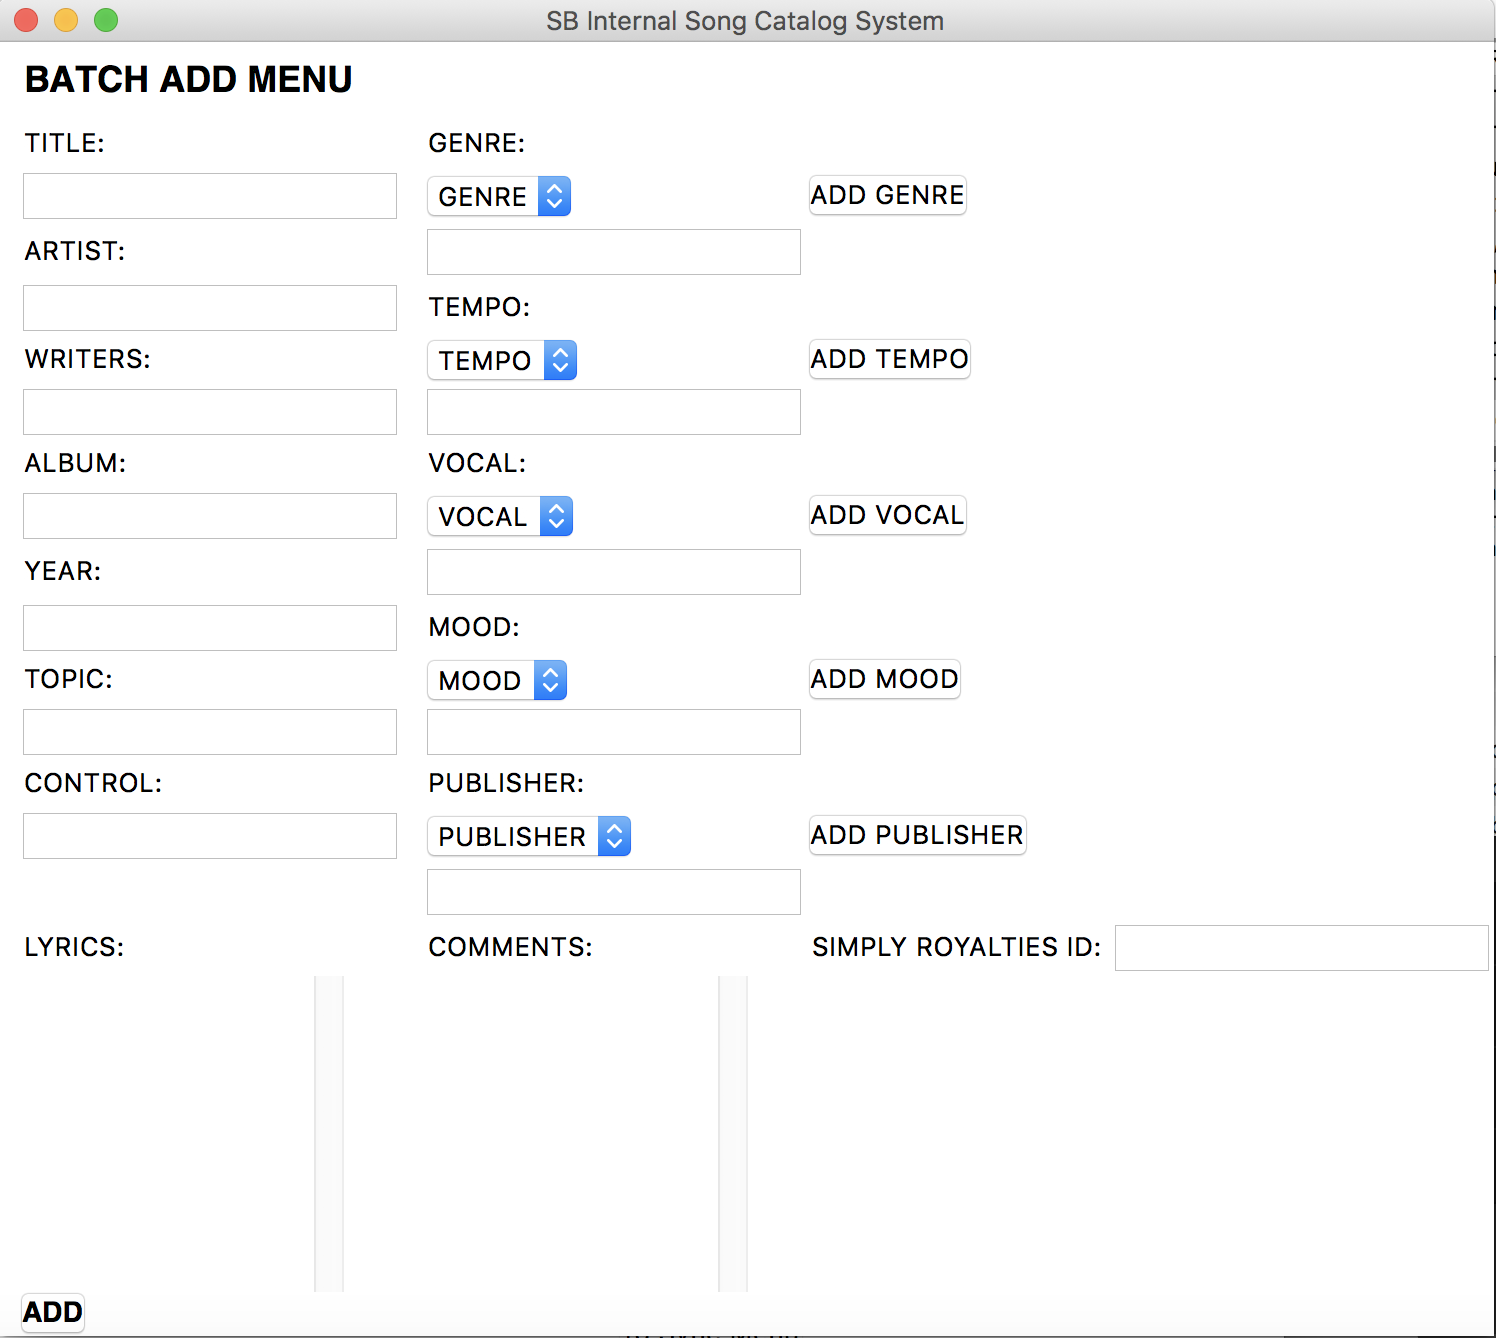 SB Internal Song Catalog System
BATCH ADD MENU
TITLE:
GENRE:
GENRE
ADD GENRE
ARTIST:
TEMPO:
WRITERS:
TEMPO
ADD TEMPO
ALBUM:
VOCAL:
VOCAL
ADD VOCAL
YEAR:
MOOD:
TOPIC:
MOOD
ADD MOOD
CONTROL:
PUBLISHER:
PUBLISHER
ADD PUBLISHER
LYRICS:
COMMENTS:
SIMPLY ROYALTIES ID:
ADD